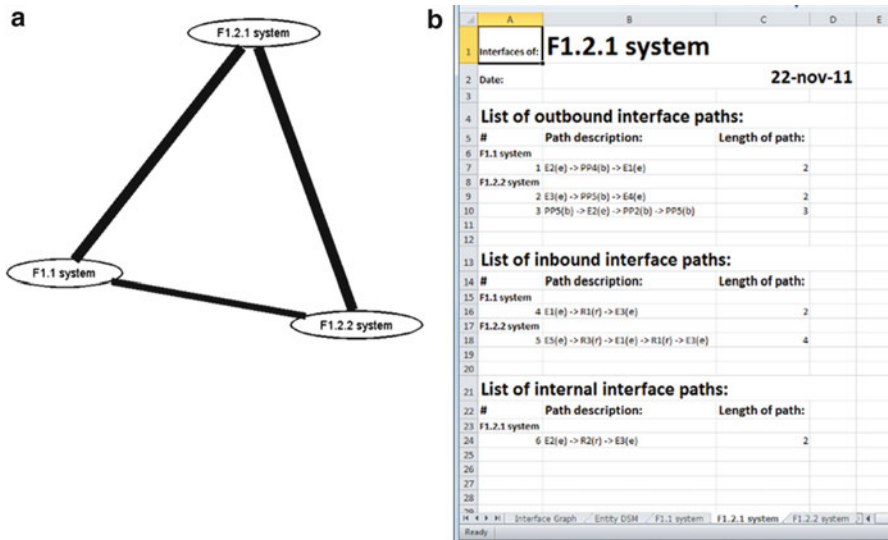 a
F1.2.1 system
F1.1 system
F1.2.2 system
b
A B C D E
1 Interfaces of: F1.2.1 system
2 Date: 22-nov-11
3
4 List of outbound interface paths:
5 # Path description: Length of path:
6 F1.1 system
7 1 E2(e) -> PP4(b) -> E1(e) 2
8 F1.2.2 system
9 2 E3(e) -> PP5(b) -> E4(e) 2
10 3 PP5(b) -> E2(e) -> PP2(b) -> PP5(b) 3
11
12
13 List of inbound interface paths:
14 # Path description: Length of path:
15 F1.1 system
16 4 E1(e) -> R1(r) -> E3(e) 2
17 F1.2.2 system
18 5 E5(e) -> R3(r) -> E1(e) -> R1(r) -> E3(e) 4
19
20
21 List of internal interface paths:
22 # Path description: Length of path:
23 F1.2.1 system
24 6 E2(e) -> R2(r) -> E3(e) 2
25
26
27
28
29
Interface Graph Entity DSM F1.1 system F1.2.1 system F1.2.2 system
Ready